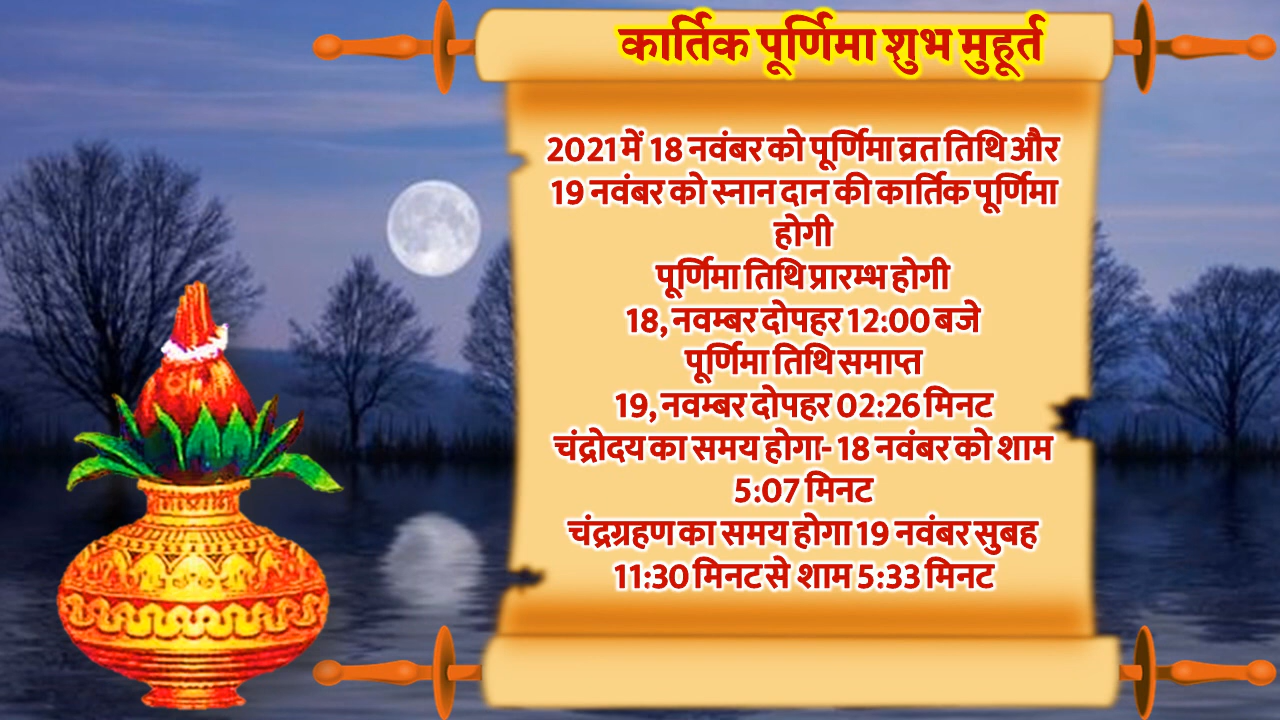 कार्तिक पूर्णिमा शुभ मुहूर्त
2021 में 18 नवंबर को पूर्णिमा व्रत तिथि और
19 नवंबर को स्नान दान की कार्तिक पूर्णिमा
होगी
पूर्णिमा तिथि प्रारम्भ होगी
18, नवम्बर दोपहर 12:00 बजे
पूर्णिमा तिथि समाप्त
19, नवम्बर दोपहर 02:26 मिनट
चंद्रोदय का समय होगा- 18 नवंबर को शाम
5:07 मिनट
चंद्रग्रहण का समय होगा 19 नवंबर सुबह
11:30 मिनट से शाम 5:33 मिनट